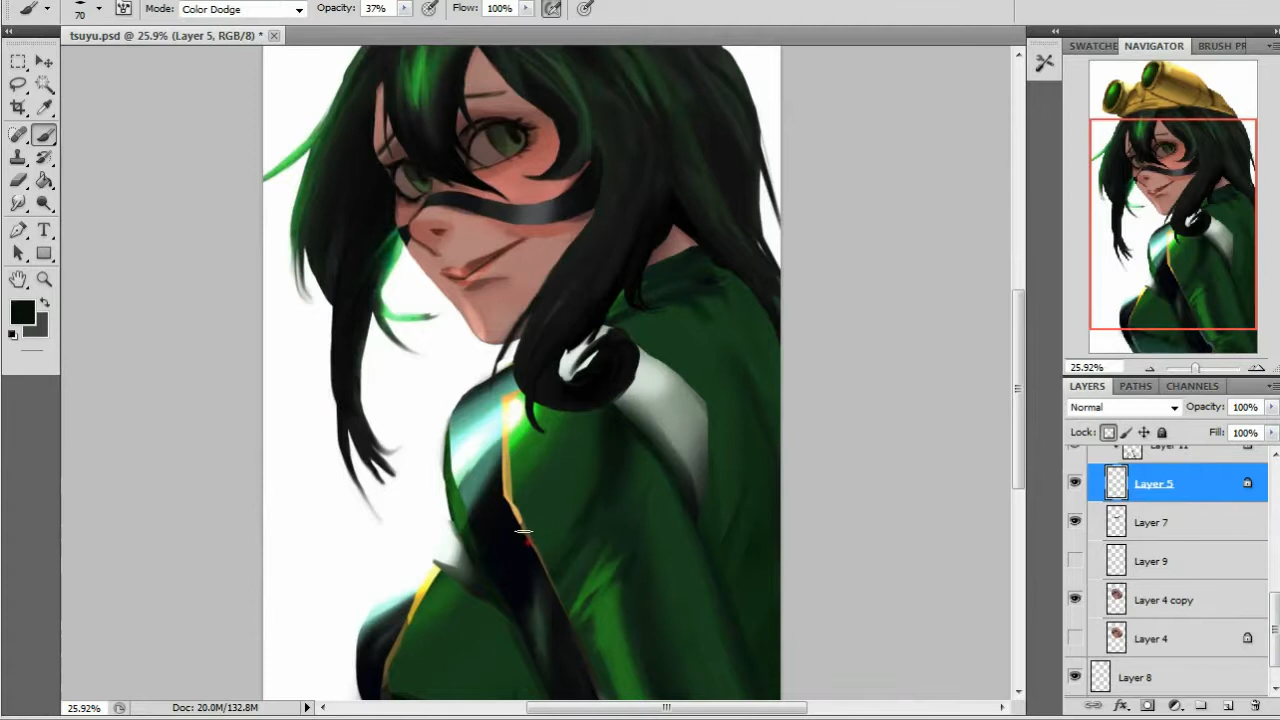 70 Mode: Color Dodge Opacity: 37% Flow: 100%
tsuyu.psd @ 25.9% (Layer 5, RGB/8) *
SWATCHE NAVIGATOR BRUSH PR
25.92%
LAYERS PATHS CHANNELS
Normal Opacity: 100%
Lock: Fill: 100%
Layer 11
Layer 5
Layer 7
Layer 9
Layer 4 copy
Layer 4
Layer 8
25.92% Doc: 20.0M/132.8M